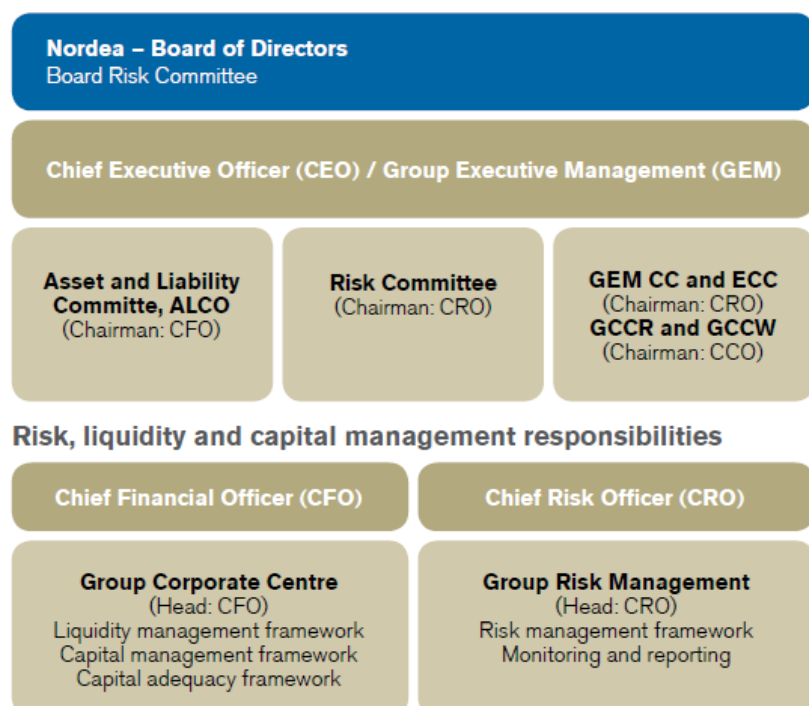 Nordea – Board of Directors
Board Risk Committee
Chief Executive Officer (CEO) / Group Executive Management (GEM)
Asset and Liability
Committe, ALCO
(Chairman: CFO)
Risk Committee
(Chairman: CRO)
GEM CC and ECC
(Chairman: CRO)
GCCR and GCCW
(Chairman: CCO)
Risk, liquidity and capital management responsibilities
Chief Financial Officer (CFO)
Chief Risk Officer (CRO)
Group Corporate Centre
(Head: CFO)
Liquidity management framework
Capital management framework
Capital adequacy framework
Group Risk Management
(Head: CRO)
Risk management framework
Monitoring and reporting